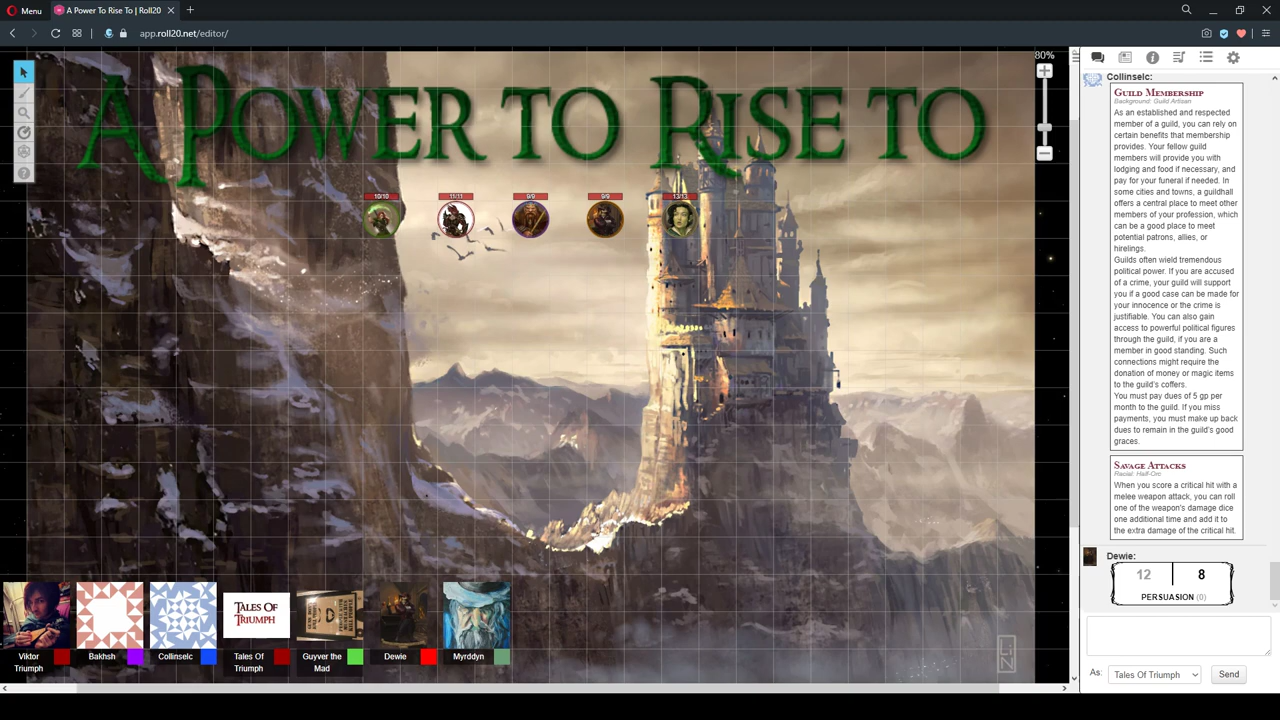 Menu
A Power To Rise To | Roll20
app.roll20.net/editor/
A POWER TO RISE TO
80%
10/10
11/11
9/9
9/9
13/13
Collinselc:
GUILD MEMBERSHIP
Background: Guild Artisan
As an established and respected
member of a guild, you can rely on
certain benefits that membership
provides. Your fellow guild
members will provide you with
lodging and food if necessary, and
pay for your funeral if needed. In
some cities and towns, a guildhall
offers a central place to meet other
members of your profession, which
can be a good place to meet
potential patrons, allies, or
hirelings.
Guilds often wield tremendous
political power. If you are accused
of a crime, your guild will support
you if a good case can be made for
your innocence or the crime is
justifiable. You can also gain
access to powerful political figures
through the guild, if you are a
member in good standing. Such
connections might require the
donation of money or magic items
to the guild's coffers.
You must pay dues of 5 gp per
month to the guild. If you miss
payments, you must make up back
dues to remain in the guild's good
graces.
SAVAGE ATTACKS
Racial: Half-Orc
When you score a critical hit with a
melee weapon attack, you can roll
one of the weapon's damage dice
one additional time and add it to
the extra damage of the critical hit.
Dewie:
12 8
PERSUASION (0)
As: Tales Of Triumph Send
TALES OF
TRIUMPH
Viktor
Triumph
Bakhsh
Collinselc
Tales Of
Triumph
Guyver the
Mad
Dewie
Myrddyn
LiN